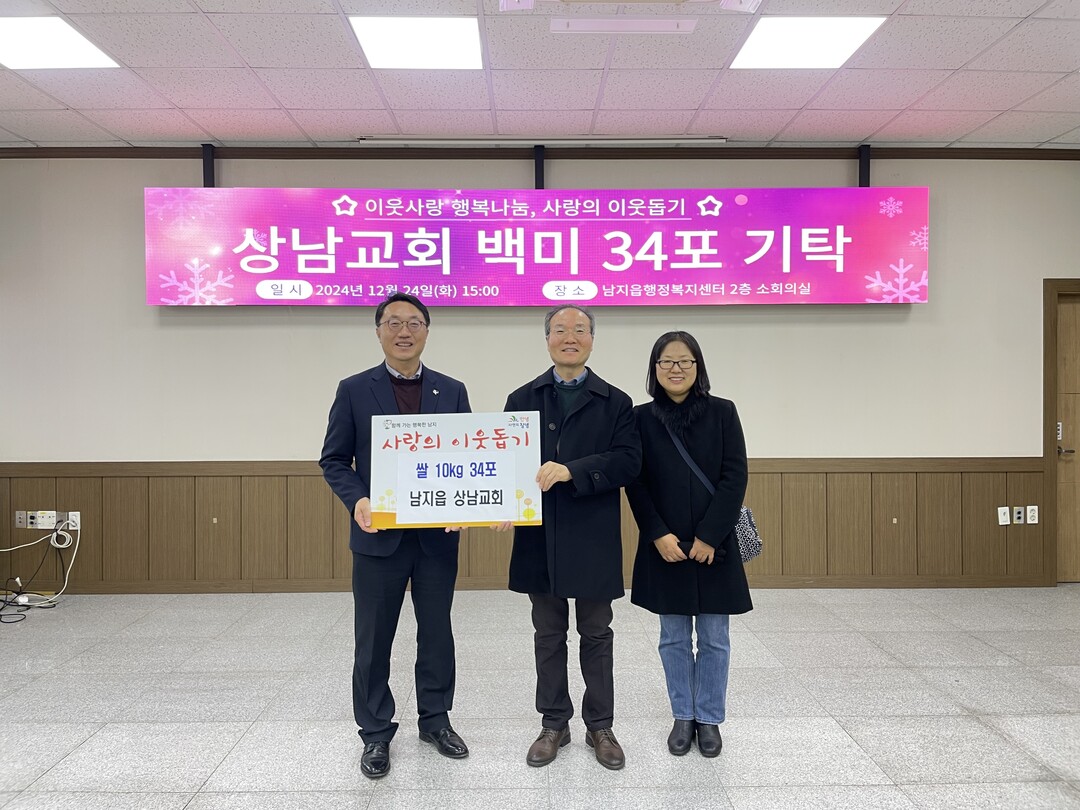 이웃사랑 행복나눔, 사랑의 이웃돕기
상남교회 백미 34포 기탁
일 시 2024년 12월 24일(화) 15:00 장 소 남지읍행정복지센터 2층 소회의실
함께 가는 행복한 남지
사랑의 이웃돕기
쌀 10kg 34포
남지읍 상남교회